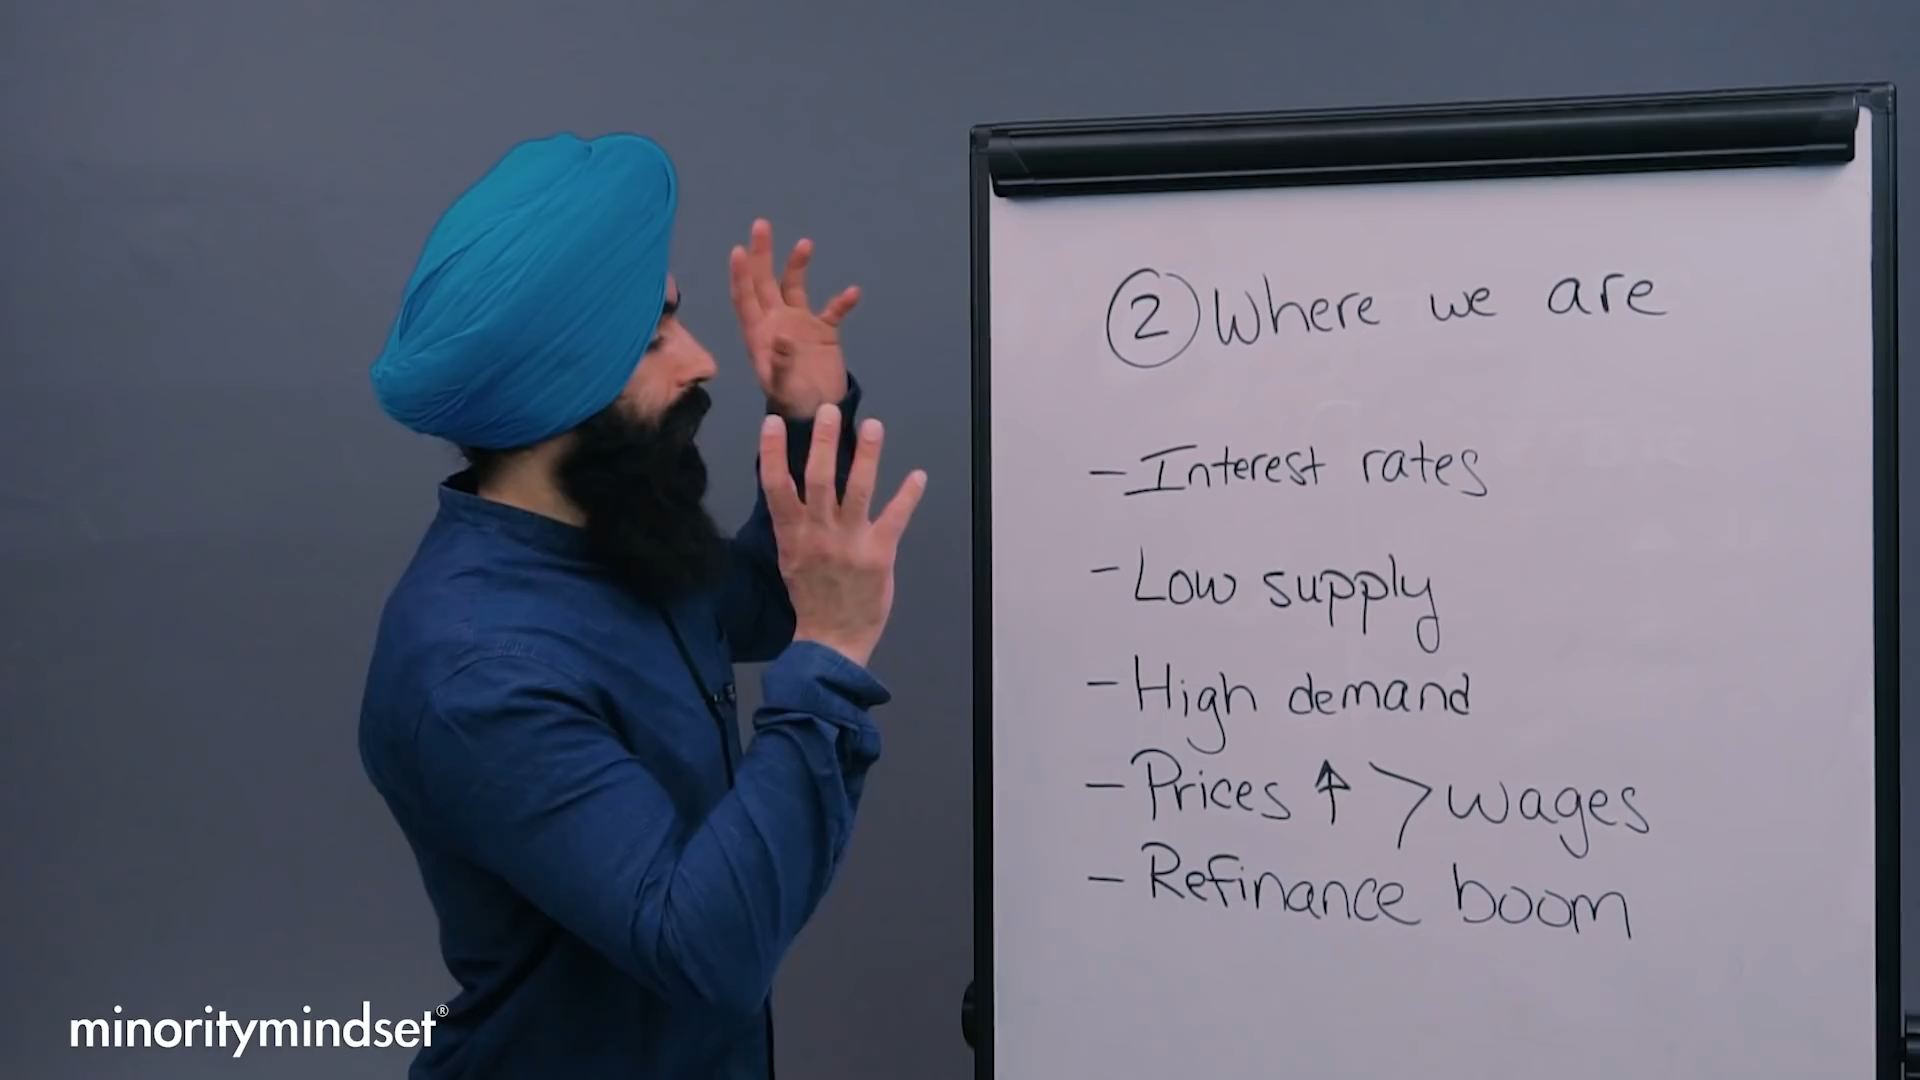 ② Where we are
- Interest rates
- Low supply
- High demand
- Prices ↑ > wages
- Refinance boom
minoritymindset®